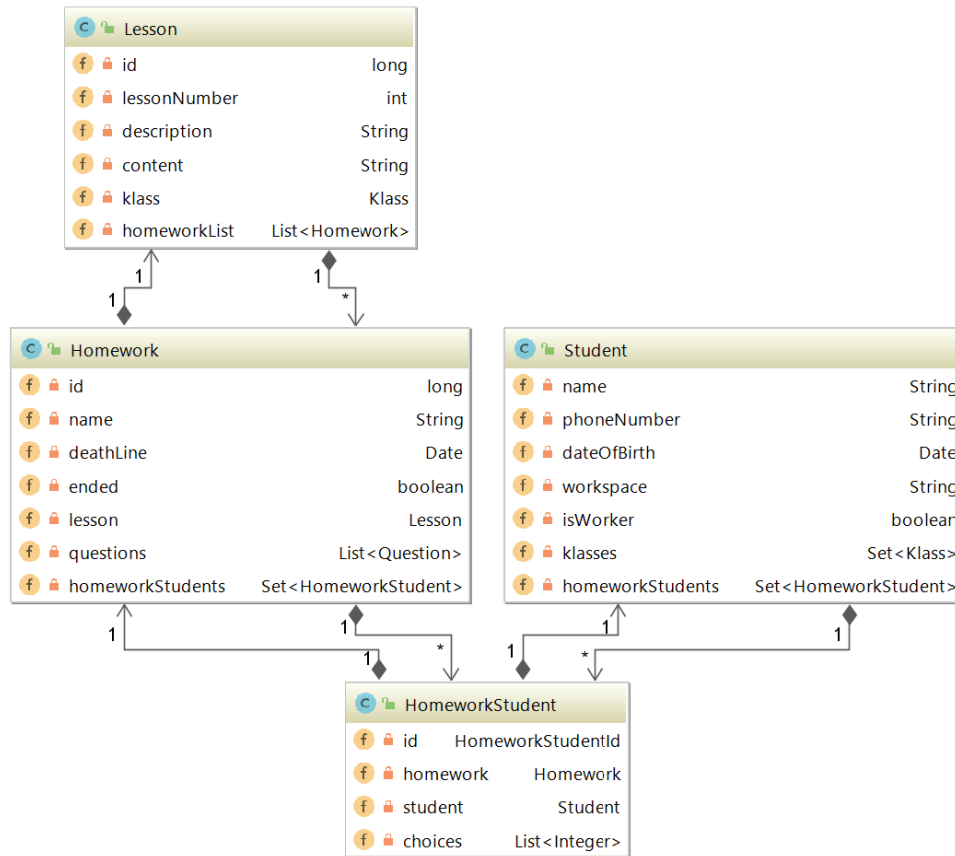 Lesson
id long
lessonNumber int
description String
content String
klass Klass
homeworkList List<Homework>
1
1
1
*
Homework
id long
name String
deathLine Date
ended boolean
lesson Lesson
questions List<Question>
homeworkStudents Set<HomeworkStudent>
Student
name String
phoneNumber String
dateOfBirth Date
workspace String
isWorker boolean
klasses Set<Klass>
homeworkStudents Set<HomeworkStudent>
1
1
1
*
1
1
1
*
HomeworkStudent
id HomeworkStudentId
homework Homework
student Student
choices List<Integer>